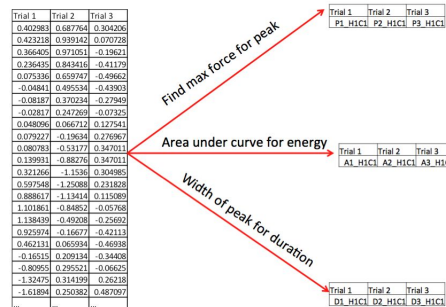 Trial 1 Trial 2 Trial 3
0.402983 0.687764 0.304206
0.423218 0.939142 0.070728
0.366405 0.971051 -0.19621
0.236435 0.843416 -0.41179
0.075336 0.659747 -0.49662
-0.04841 0.495534 -0.43903
-0.08187 0.370234 -0.27949
-0.02817 0.247269 -0.07325
0.048096 0.066712 0.127541
0.079227 -0.19634 0.276967
0.080783 -0.53177 0.347011
0.139931 -0.88276 0.347011
0.321266 -1.1536 0.304985
0.597548 -1.25088 0.231828
0.888617 -1.13414 0.115089
1.101861 -0.84852 -0.05768
1.138439 -0.49208 -0.25692
0.925974 -0.16677 -0.42113
0.462131 0.065934 -0.46938
-0.16515 0.209134 -0.34408
-0.80955 0.295521 -0.06625
-1.32475 0.314199 0.26218
-1.61894 0.250382 0.487097
... ... ...
Find max force for peak
Trial 1 Trial 2 Trial 3
P1_H1C1 P2_H1C1 P3_H1C1
Area under curve for energy
Trial 1 Trial 2 Trial 3
A1_H1C1 A2_H1C1 A3_H1
Width of peak for duration
Trial 1 Trial 2 Trial 3
D1_H1C1 D2_H1C1 D3_H1C1